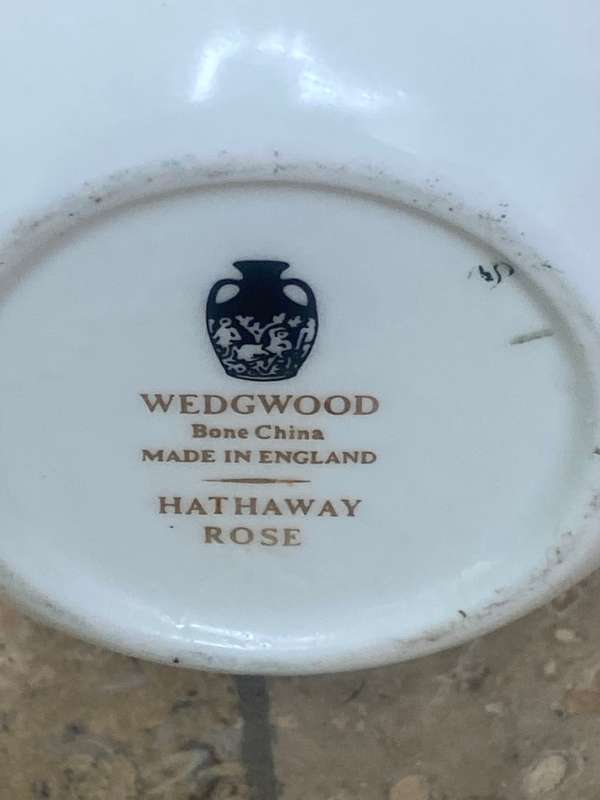 WEDGWOOD
Bone China
MADE IN ENGLAND
HATHAWAY
ROSE